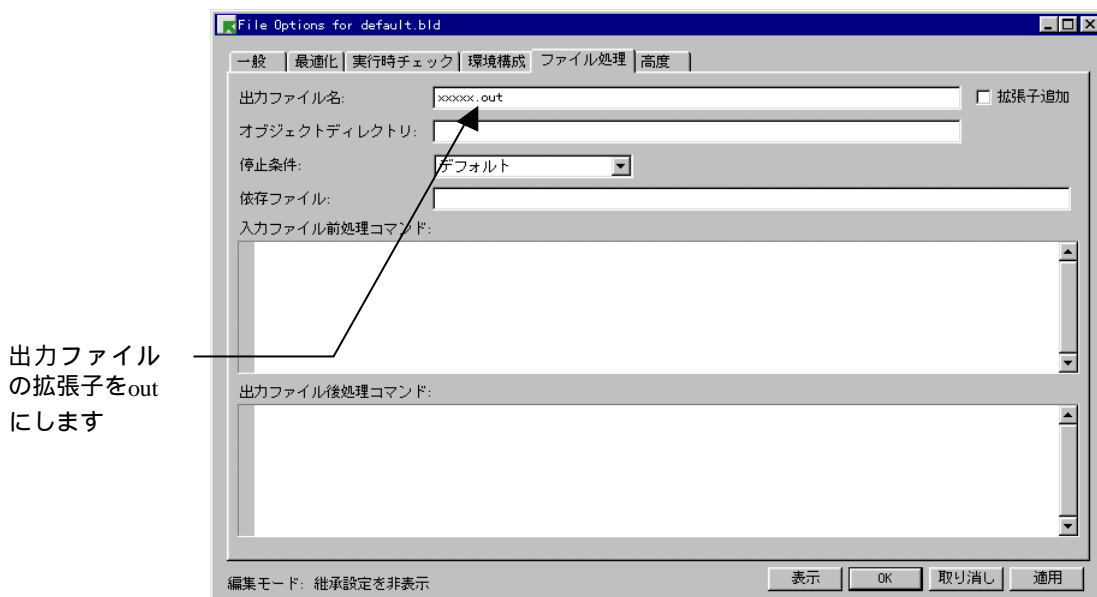 File Options for default.bld
一般 最適化 実行時チェック 環境構成 ファイル処理 高度
出力ファイル名: xxxxx.out 拡張子追加
オブジェクトディレクトリ:
停止条件: デフォルト
依存ファイル:
入力ファイル前処理コマンド:
出力ファイル
の拡張子をout
にします
出力ファイル後処理コマンド:
編集モード: 継承設定を非表示 表示 OK 取り消し 適用